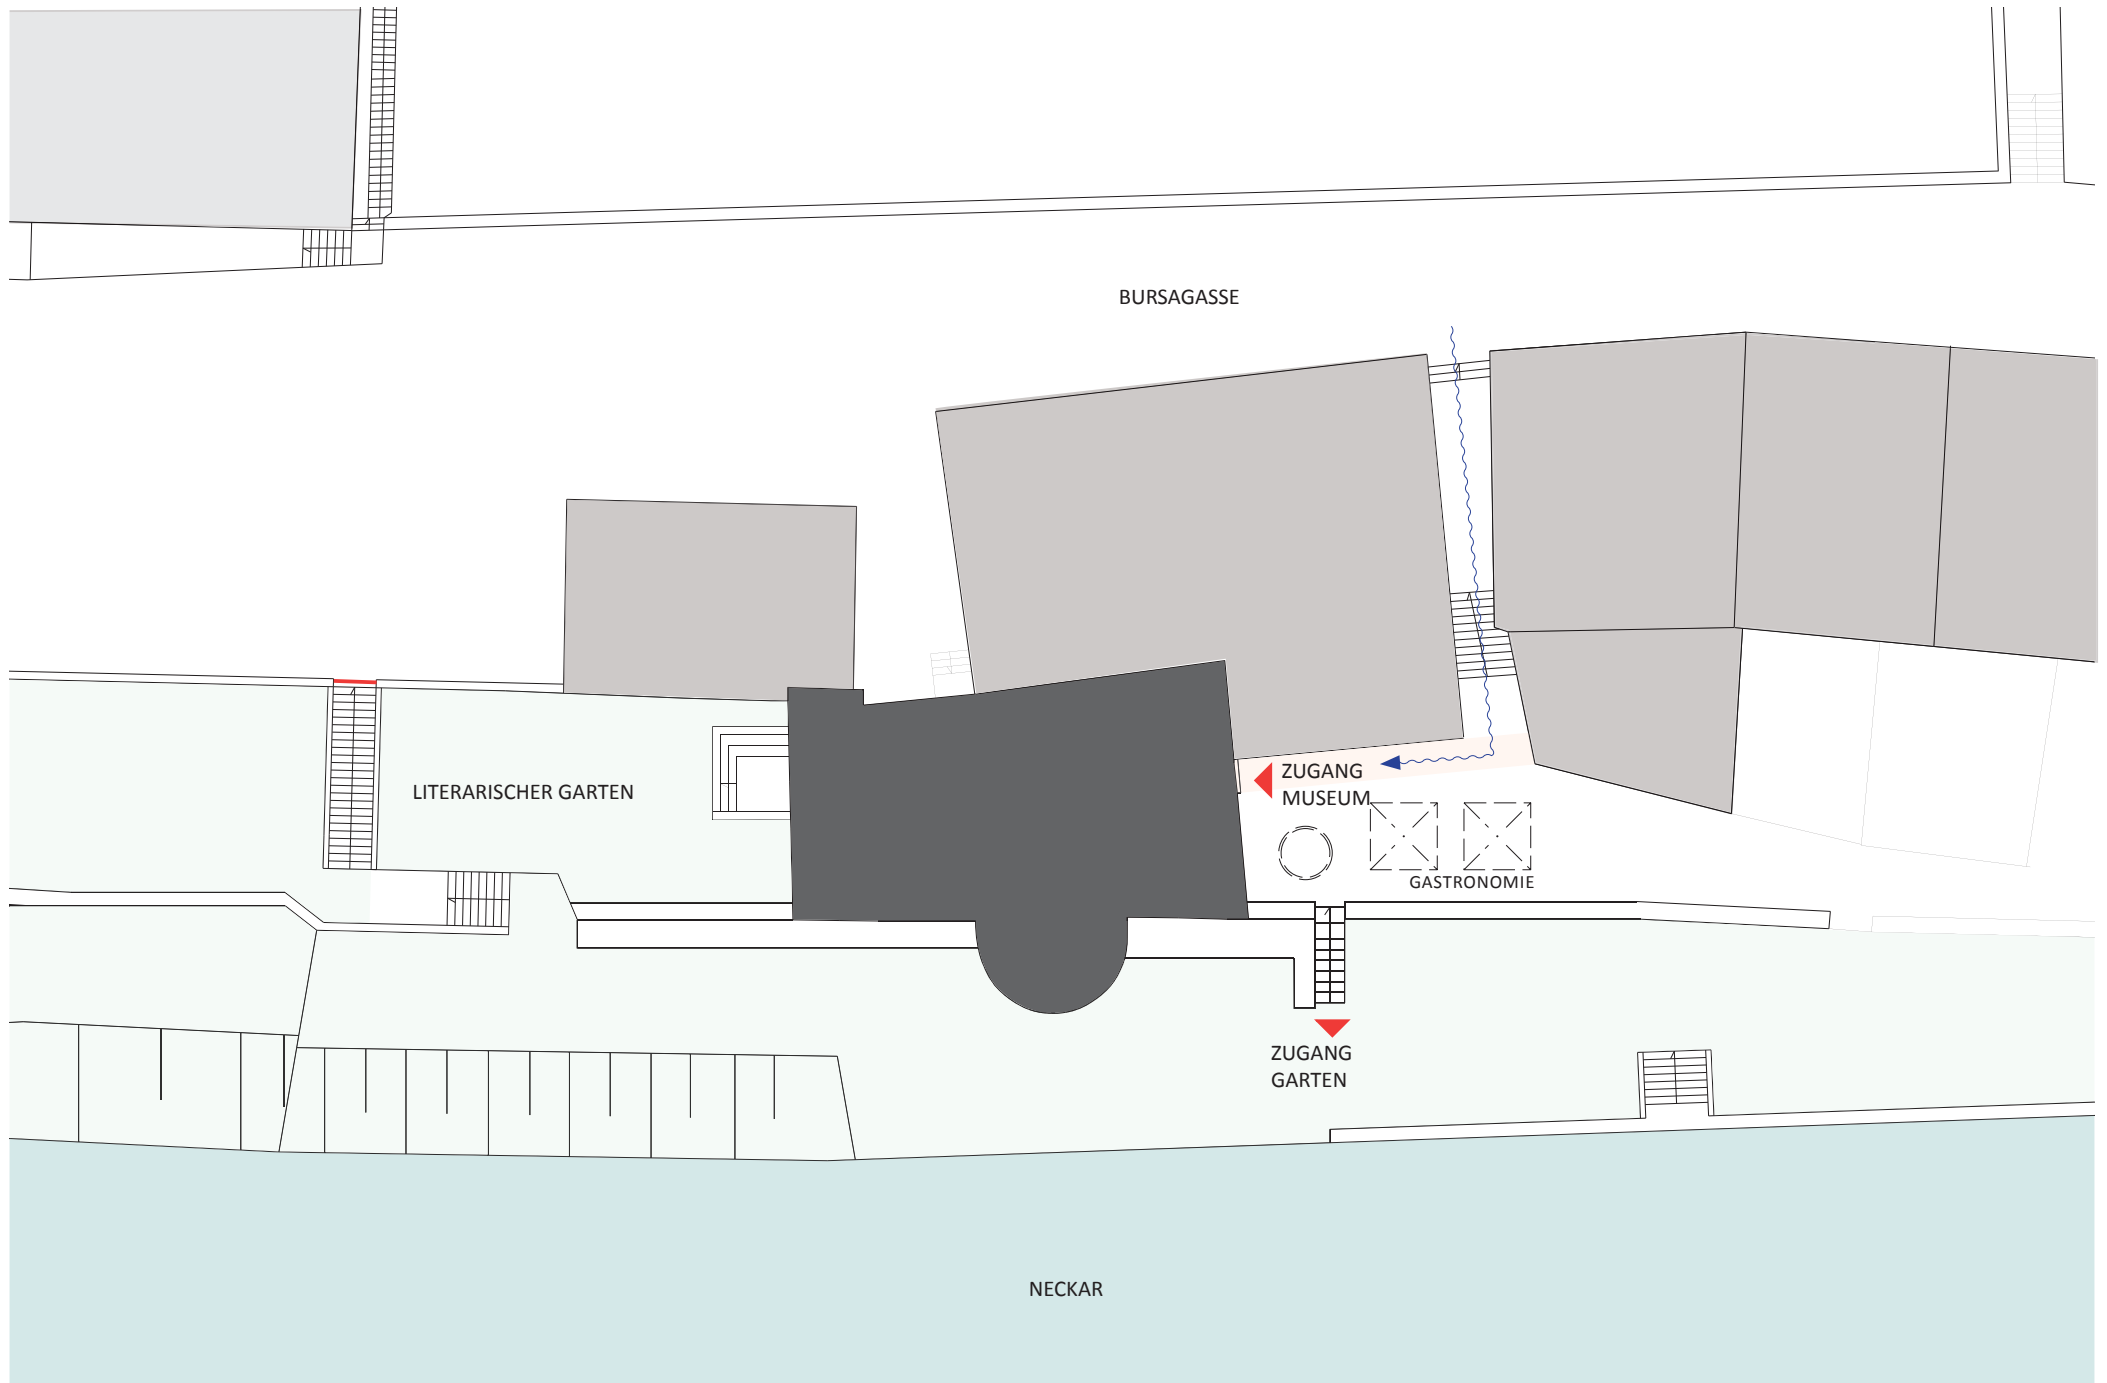 BURSAGASSE
ZUGANG
MUSEUM
LITERARISCHER GARTEN
GASTRONOMIE
ZUGANG
GARTEN
NECKAR